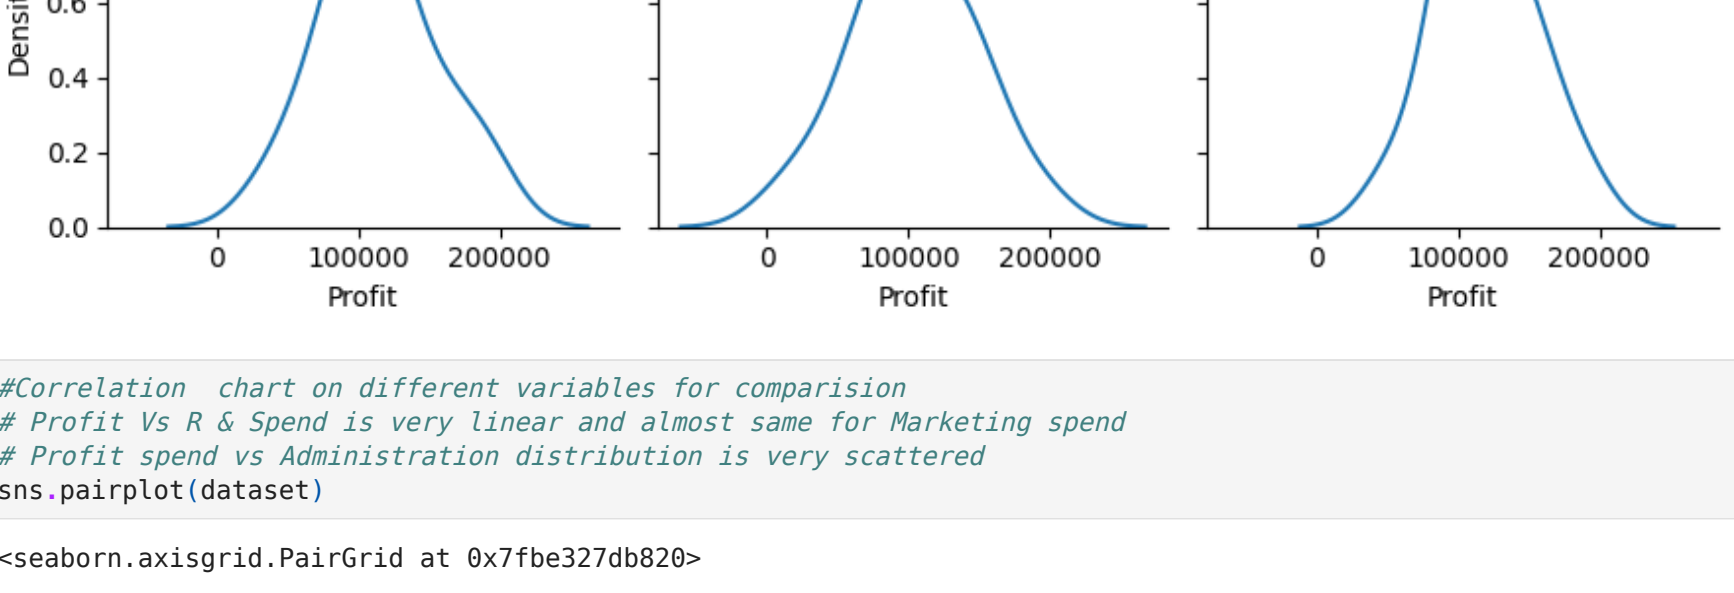 0.6
Densit
0.4
0.2
0.0
0 100000 200000 0 100000 200000 0 100000 200000
Profit Profit Profit
#Correlation  chart on different variables for comparision
# Profit Vs R & Spend is very linear and almost same for Marketing spend
# Profit spend vs Administration distribution is very scattered
sns.pairplot(dataset)
<seaborn.axisgrid.PairGrid at 0x7fbe327db820>